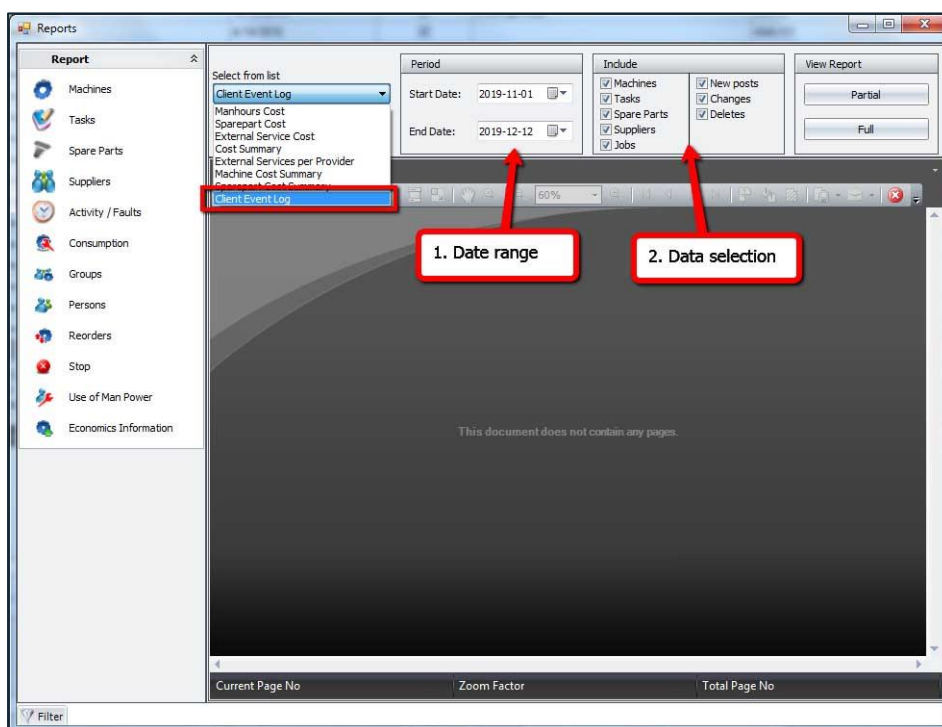 Reports
Report
Machines
Tasks
Spare Parts
Suppliers
Activity / Faults
Consumption
Groups
Persons
Reorders
Stop
Use of Man Power
Economics Information
Select from list
Client Event Log
Manhours Cost
Sparepart Cost
External Service Cost
Cost Summary
External Services per Provider
Machine Cost Summary
Sparepart Cost Summary
Client Event Log
Period
Start Date: 2019-11-01
End Date: 2019-12-12
Include
Machines
Tasks
Spare Parts
Suppliers
Jobs
New posts
Changes
Deletes
View Report
Partial
Full
60%
1. Date range
2. Data selection
This document does not contain any pages.
Current Page No Zoom Factor Total Page No
Filter